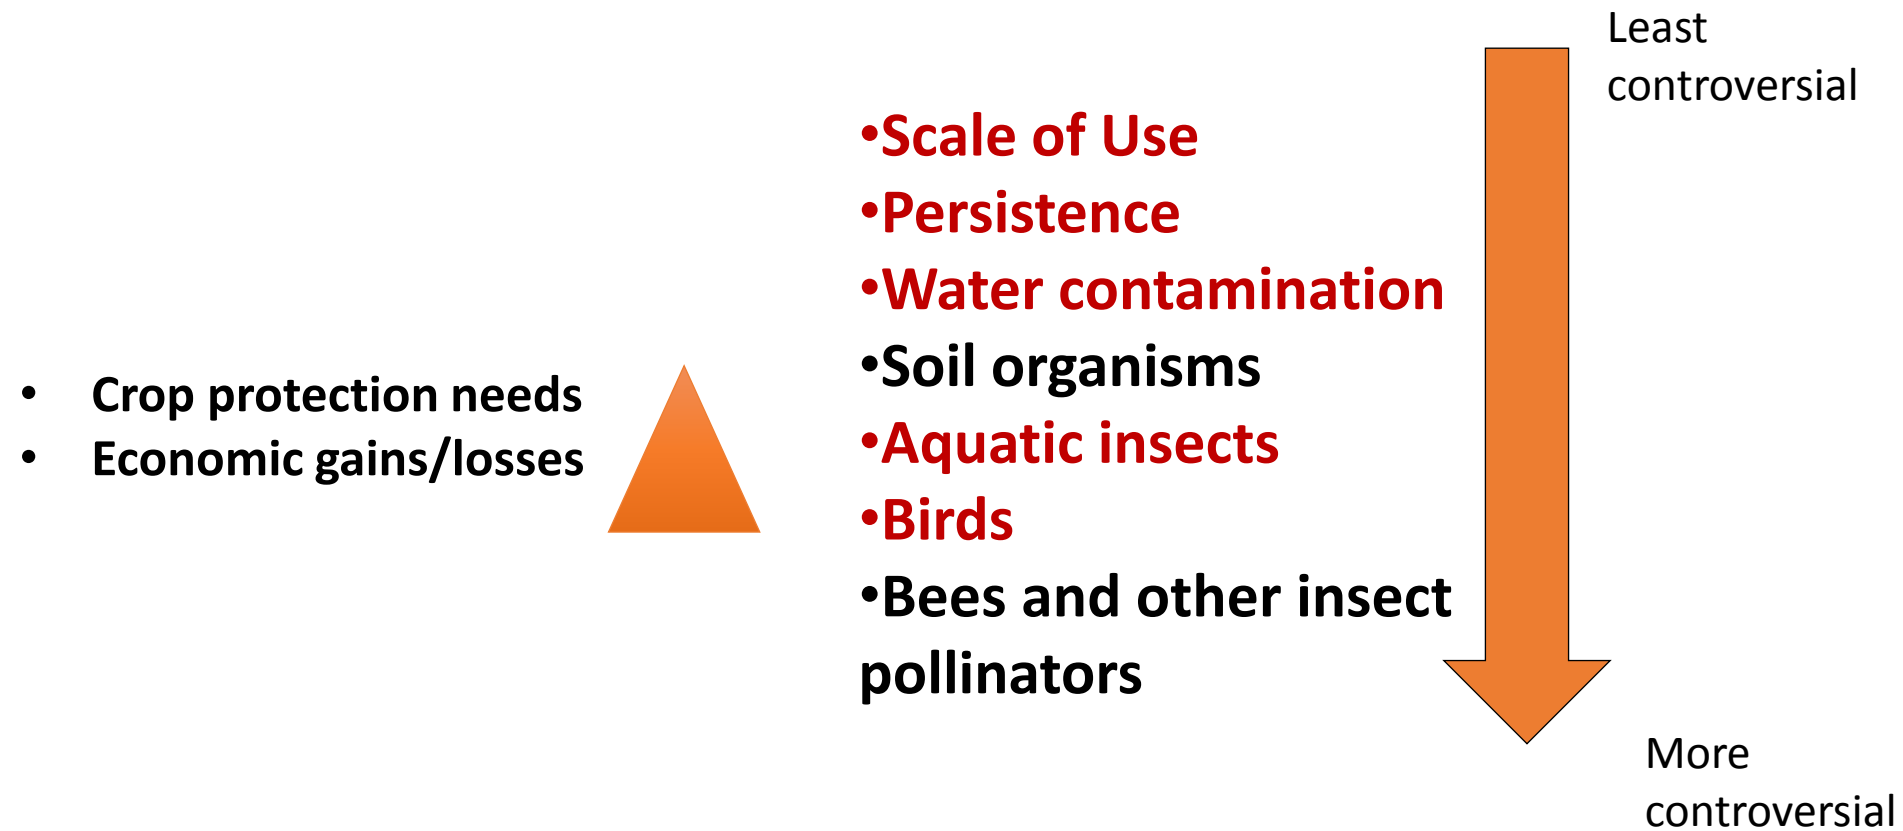 • Crop protection needs
• Economic gains/losses
•Scale of Use
•Persistence
•Water contamination
•Soil organisms
•Aquatic insects
•Birds
•Bees and other insect
pollinators
Least
controversial
More
controversial